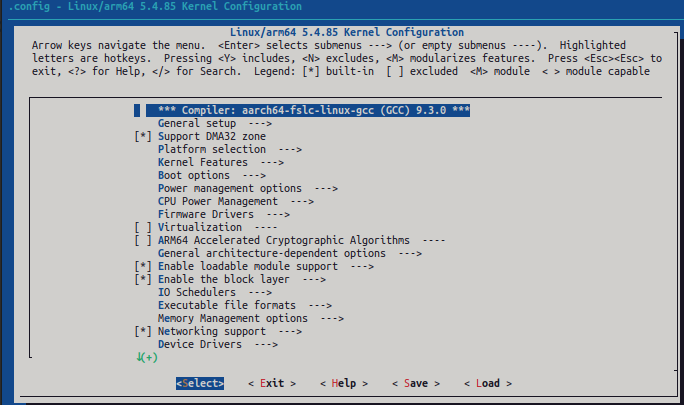 .config - Linux/arm64 5.4.85 Kernel Configuration
Linux/arm64 5.4.85 Kernel Configuration
Arrow keys navigate the menu.  <Enter> selects submenus ---> (or empty submenus ----).  Highlighted
letters are hotkeys.  Pressing <Y> includes, <N> excludes, <M> modularizes features.  Press <Esc><Esc> to
exit, <?> for Help, </> for Search.  Legend: [*] built-in  [ ] excluded  <M> module  < > module capable
*** Compiler: aarch64-fslc-linux-gcc (GCC) 9.3.0 ***
General setup  --->
[*] Support DMA32 zone
Platform selection  --->
Kernel Features  --->
Boot options  --->
Power management options  --->
CPU Power Management  --->
Firmware Drivers  --->
[ ] Virtualization  ----
[ ] ARM64 Accelerated Cryptographic Algorithms  ----
General architecture-dependent options  --->
[*] Enable loadable module support  --->
[*] Enable the block layer  --->
IO Schedulers  --->
Executable file formats  --->
Memory Management options  --->
[*] Networking support  --->
Device Drivers  --->
↓(+)
<Select>    < Exit >    < Help >    < Save >    < Load >